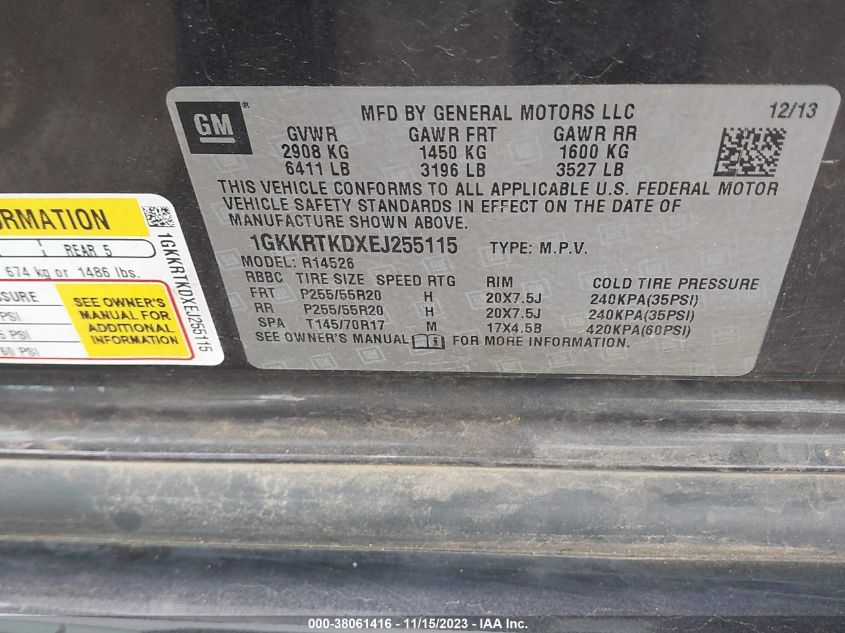 GM
®
MFD BY GENERAL MOTORS LLC
12/13
GVWR GAWR FRT GAWR RR
2908 KG 1450 KG 1600 KG
6411 LB 3196 LB 3527 LB
THIS VEHICLE CONFORMS TO ALL APPLICABLE U.S. FEDERAL MOTOR
VEHICLE SAFETY STANDARDS IN EFFECT ON THE DATE OF
MANUFACTURE SHOWN ABOVE.
1GKKRTKDXEJ255115 TYPE: M.P.V.
MODEL: R14526
RBBC TIRE SIZE SPEED RTG RIM COLD TIRE PRESSURE
FRT P255/55R20 H 20X7.5J 240KPA(35PSI)
RR P255/55R20 H 20X7.5J 240KPA(35PSI)
SPA T145/70R17 M 17X4.5B 420KPA(60PSI)
SEE OWNER'S MANUAL FOR MORE INFORMATION.
REAR 5
674 kg or 1486 lbs.
SEE OWNER'S
MANUAL FOR
ADDITIONAL
INFORMATION
60 PSI
1GKKRTKDXEJ255115
000-38061416 - 11/15/2023 - IAA Inc.